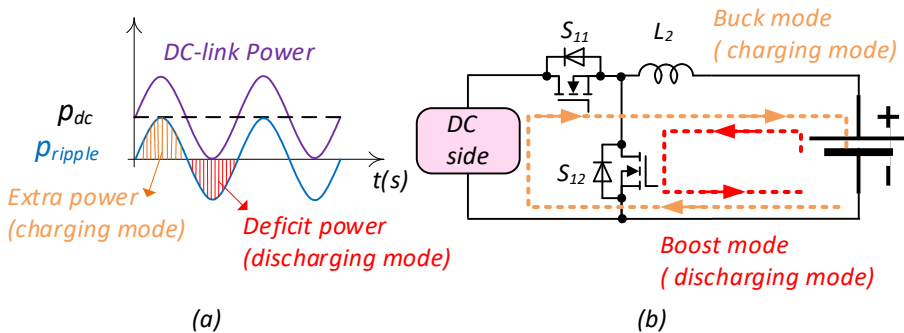 DC-link Power
p_dc
p_ripple
t(s)
Extra power
(charging mode)
Deficit power
(discharging mode)
(a)
S_11
L_2
Buck mode
( charging mode)
DC
side
S_12
+
-
Boost mode
( discharging mode)
(b)